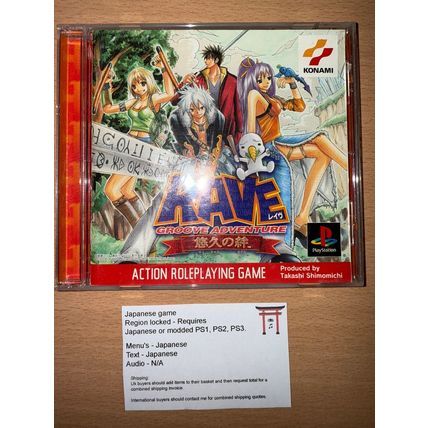 KONAMI
RAVE
レイヴ
GROOVE ADVENTURE
悠久の絆
PlayStation
ACTION ROLEPLAYING GAME
Produced by
Takashi Shimomichi
Japanese game
Region locked - Requires
Japanese or modded PS1, PS2, PS3.
Menu's - Japanese
Text - Japanese
Audio - N/A
Shipping:
Uk buyers should add items to their basket and then request total for a
combined shipping invoice.
International buyers should contact me for combined shipping quotes.